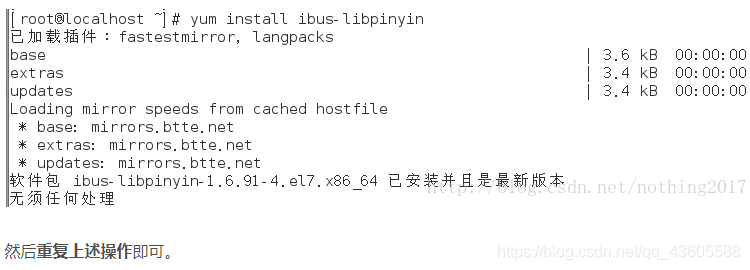 [root@localhost ~]# yum install ibus-libpinyin
已加载插件：fastestmirror, langpacks
base | 3.6 kB 00:00:00
extras | 3.4 kB 00:00:00
updates | 3.4 kB 00:00:00
Loading mirror speeds from cached hostfile
* base: mirrors.btte.net
* extras: mirrors.btte.net
* updates: mirrors.btte.net
软件包 ibus-libpinyin-1.6.91-4.el7.x86_64 已安装并且是最新版本
http://blog.csdn.net/nothing2017
无须任何处理
然后重复上述操作即可。
https://blog.csdn.net/qq_43605588